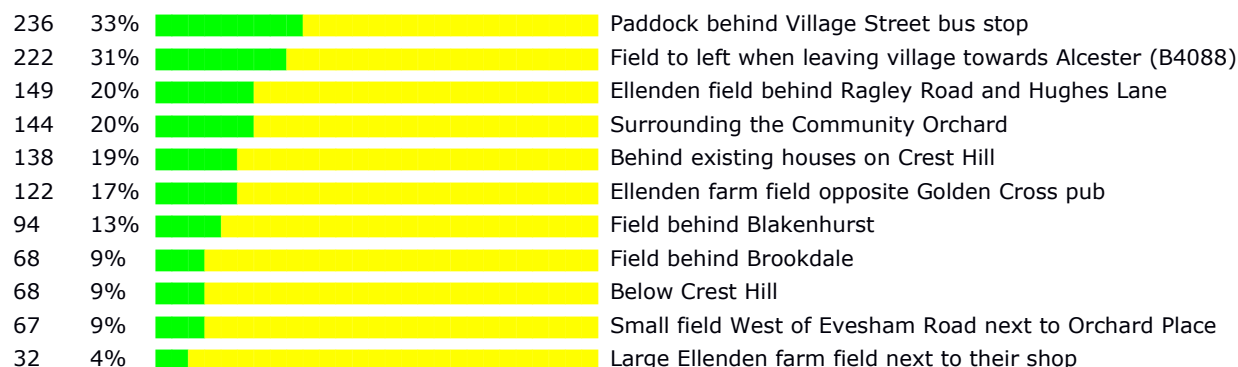 236 33% Paddock behind Village Street bus stop
222 31% Field to left when leaving village towards Alcester (B4088)
149 20% Ellenden field behind Ragley Road and Hughes Lane
144 20% Surrounding the Community Orchard
138 19% Behind existing houses on Crest Hill
122 17% Ellenden farm field opposite Golden Cross pub
94 13% Field behind Blakenhurst
68 9% Field behind Brookdale
68 9% Below Crest Hill
67 9% Small field West of Evesham Road next to Orchard Place
32 4% Large Ellenden farm field next to their shop